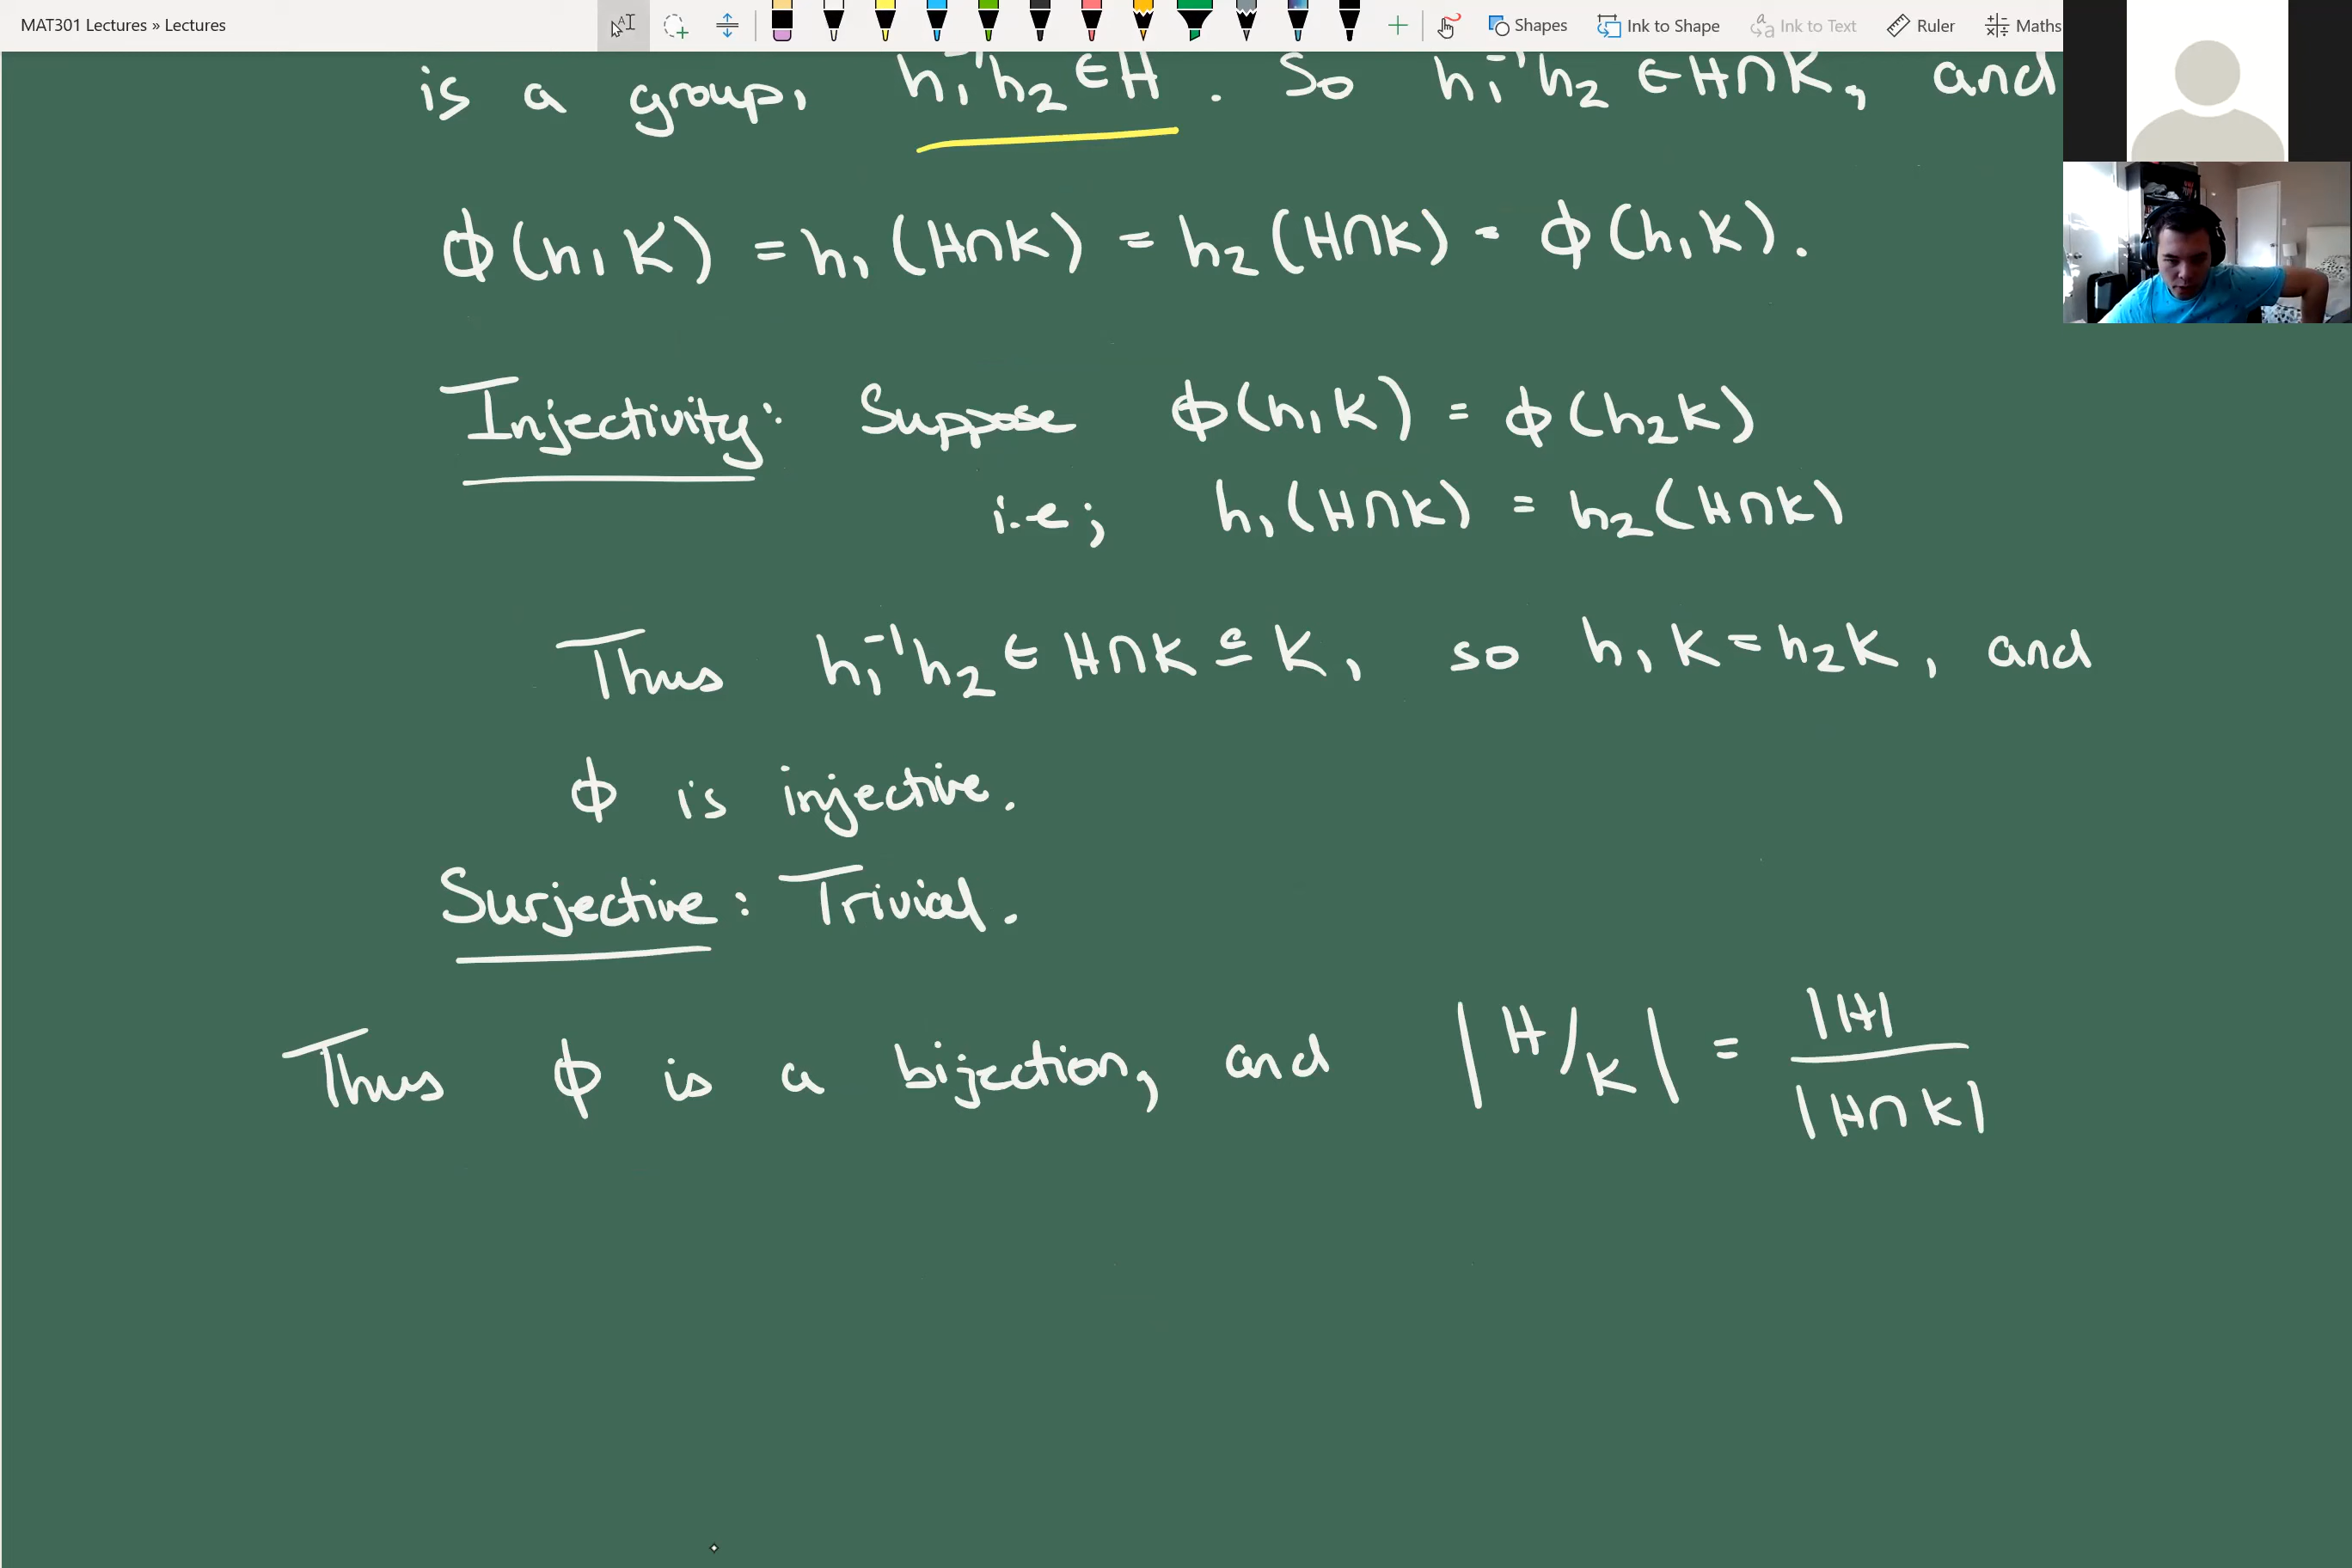 MAT301 Lectures » Lectures
Shapes Ink to Shape Ink to Text Ruler Maths
is a group, h₁⁻¹h₂ ∈ H. So h₁⁻¹h₂ ∈ H∩K, and
ϕ(h₁K) = h₁(H∩K) = h₂(H∩K) = ϕ(h₁K).
Injectivity: Suppose ϕ(h₁K) = ϕ(h₂K)
i.e; h₁(H∩K) = h₂(H∩K)
Thus h₁⁻¹h₂ ∈ H∩K ⊆ K, so h₁K = h₂K, and
ϕ is injective.
Surjective: Trivial.
Thus ϕ is a bijection, and |H/K| = |H| / |H∩K|